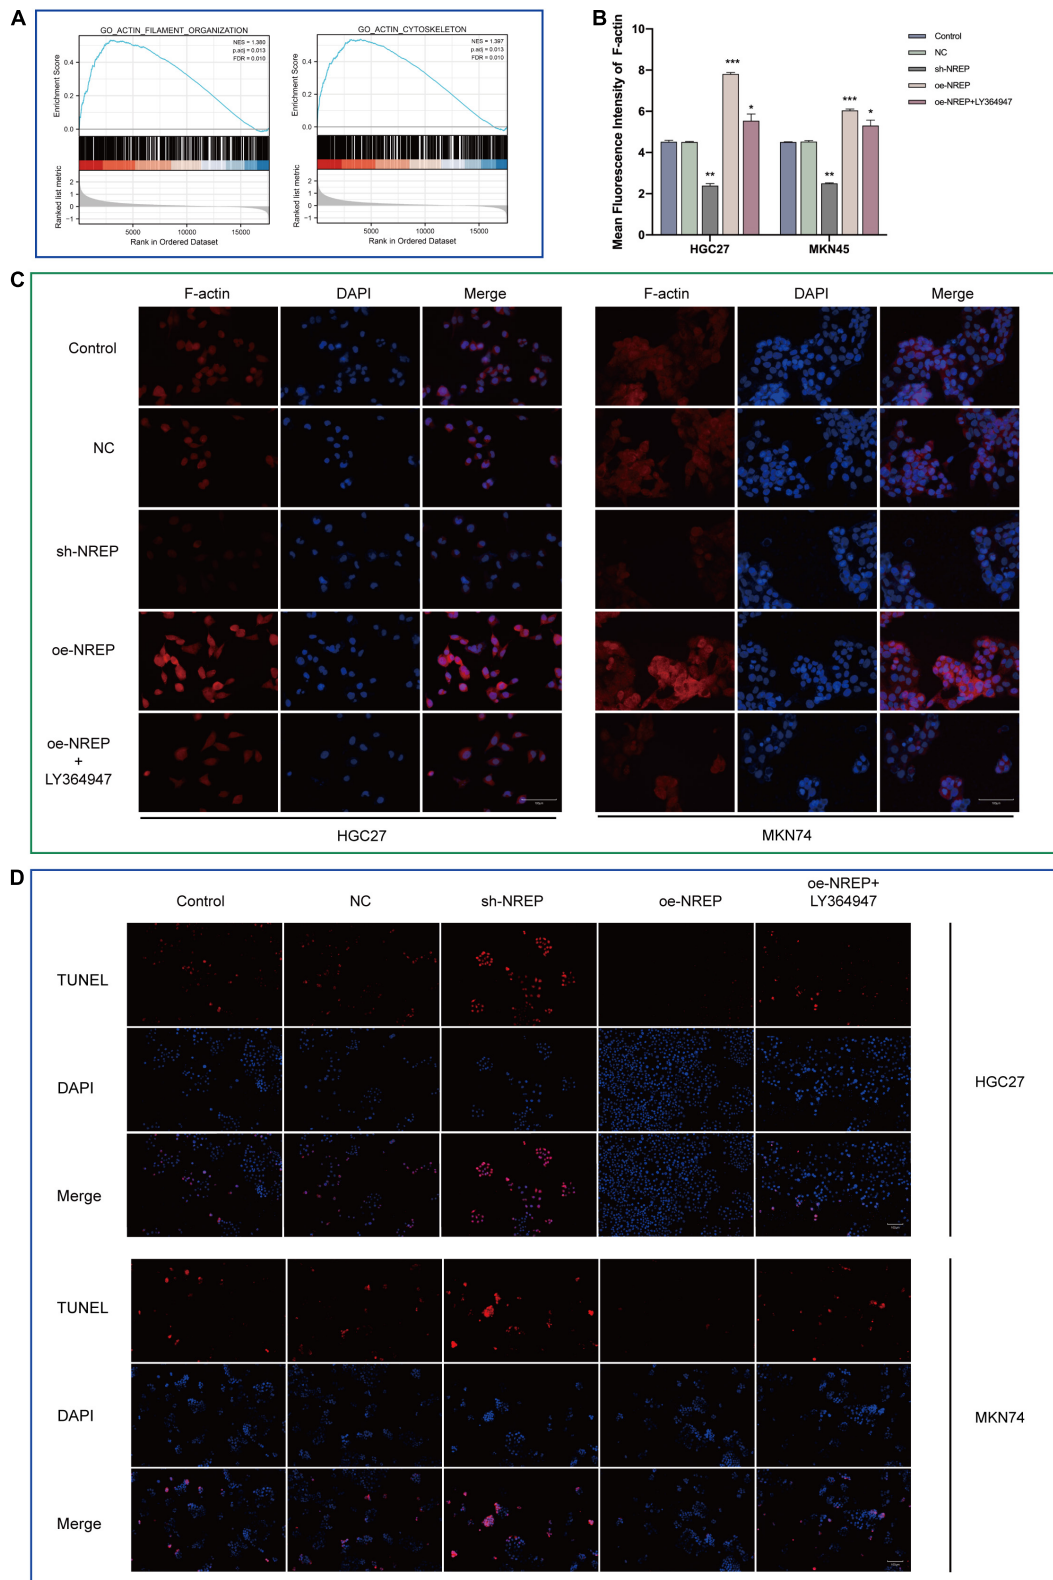 A
GO_ACTIN_FILAMENT_ORGANIZATION
NES = 1.380
p.adj = 0.013
FDR = 0.010
Enrichment Score
0.4
0.2
0.0
Ranked list metric
2
1
0
−1
5000 10000 15000
Rank in Ordered Dataset
GO_ACTIN_CYTOSKELETON
NES = 1.397
p.adj = 0.013
FDR = 0.010
Enrichment Score
0.4
0.2
0.0
Ranked list metric
2
1
0
−1
5000 10000 15000
Rank in Ordered Dataset
B
Mean Fluorescence Intensity of F-actin
10
8
6
4
2
0
** *** *
** *** *
HGC27 MKN45
Control
NC
sh-NREP
oe-NREP
oe-NREP+LY364947
C
F-actin DAPI Merge F-actin DAPI Merge
Control
NC
sh-NREP
oe-NREP
oe-NREP
+
LY364947
HGC27 MKN74
D
Control NC sh-NREP oe-NREP oe-NREP+
LY364947
TUNEL
DAPI
Merge
HGC27
TUNEL
DAPI
Merge
MKN74